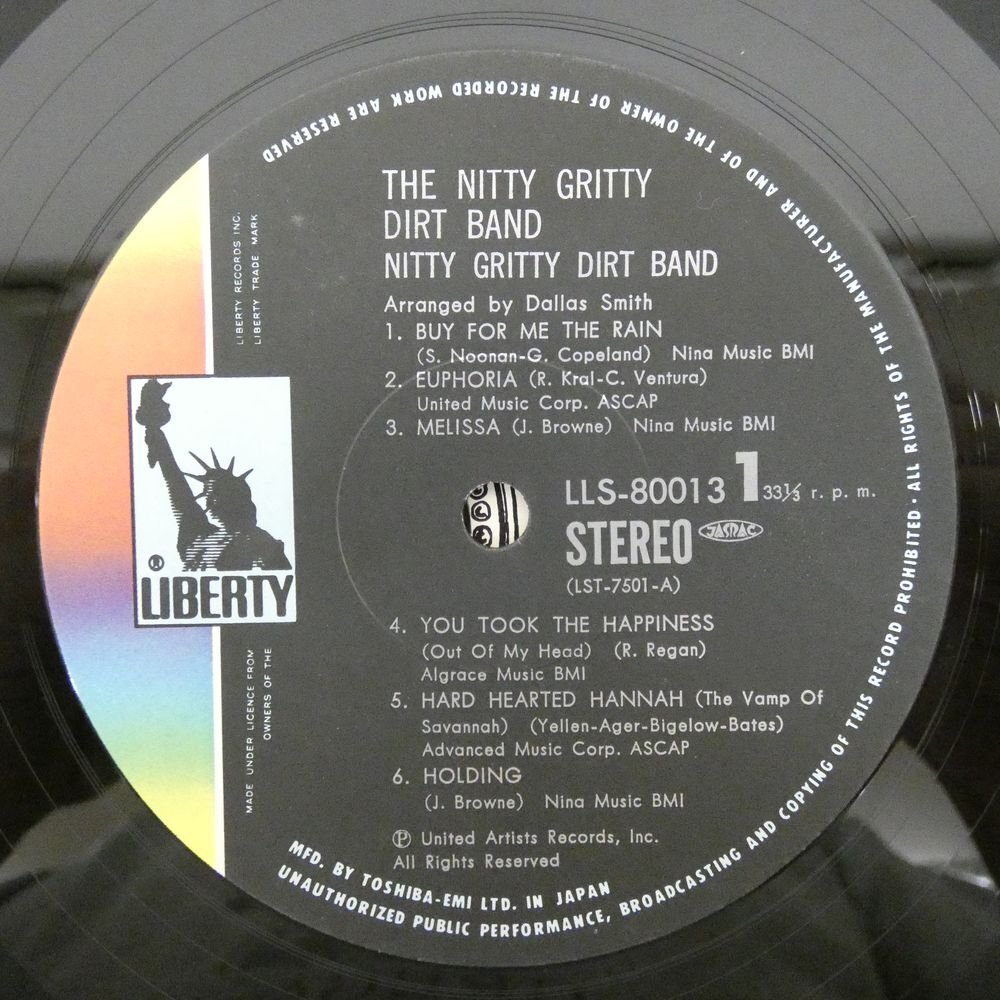 THE NITTY GRITTY
DIRT BAND
NITTY GRITTY DIRT BAND
Arranged by Dallas Smith
1. BUY FOR ME THE RAIN
(S. Noonan-G. Copeland) Nina Music BMI
2. EUPHORIA (R. Kral-C. Ventura)
United Music Corp. ASCAP
3. MELISSA (J. Browne) Nina Music BMI
LLS-80013 1 33⅓ r. p. m.
STEREO JASRAC
(LST-7501-A)
4. YOU TOOK THE HAPPINESS
(Out Of My Head) (R. Regan)
Algrace Music BMI
5. HARD HEARTED HANNAH (The Vamp Of
Savannah) (Yellen-Ager-Bigelow-Bates)
Advanced Music Corp. ASCAP
6. HOLDING
(J. Browne) Nina Music BMI
Ⓟ United Artists Records, Inc.
All Rights Reserved
LIBERTY RECORDS INC.
LIBERTY TRADE MARK
® LIBERTY
MADE UNDER LICENCE FROM
OWNERS OF THE
MFD. BY TOSHIBA-EMI LTD. IN JAPAN
UNAUTHORIZED PUBLIC PERFORMANCE, BROADCASTING AND COPYING OF THIS RECORD PROHIBITED · ALL RIGHTS OF THE MANUFACTURER AND OF THE OWNER OF THE RECORDED WORK ARE RESERVED